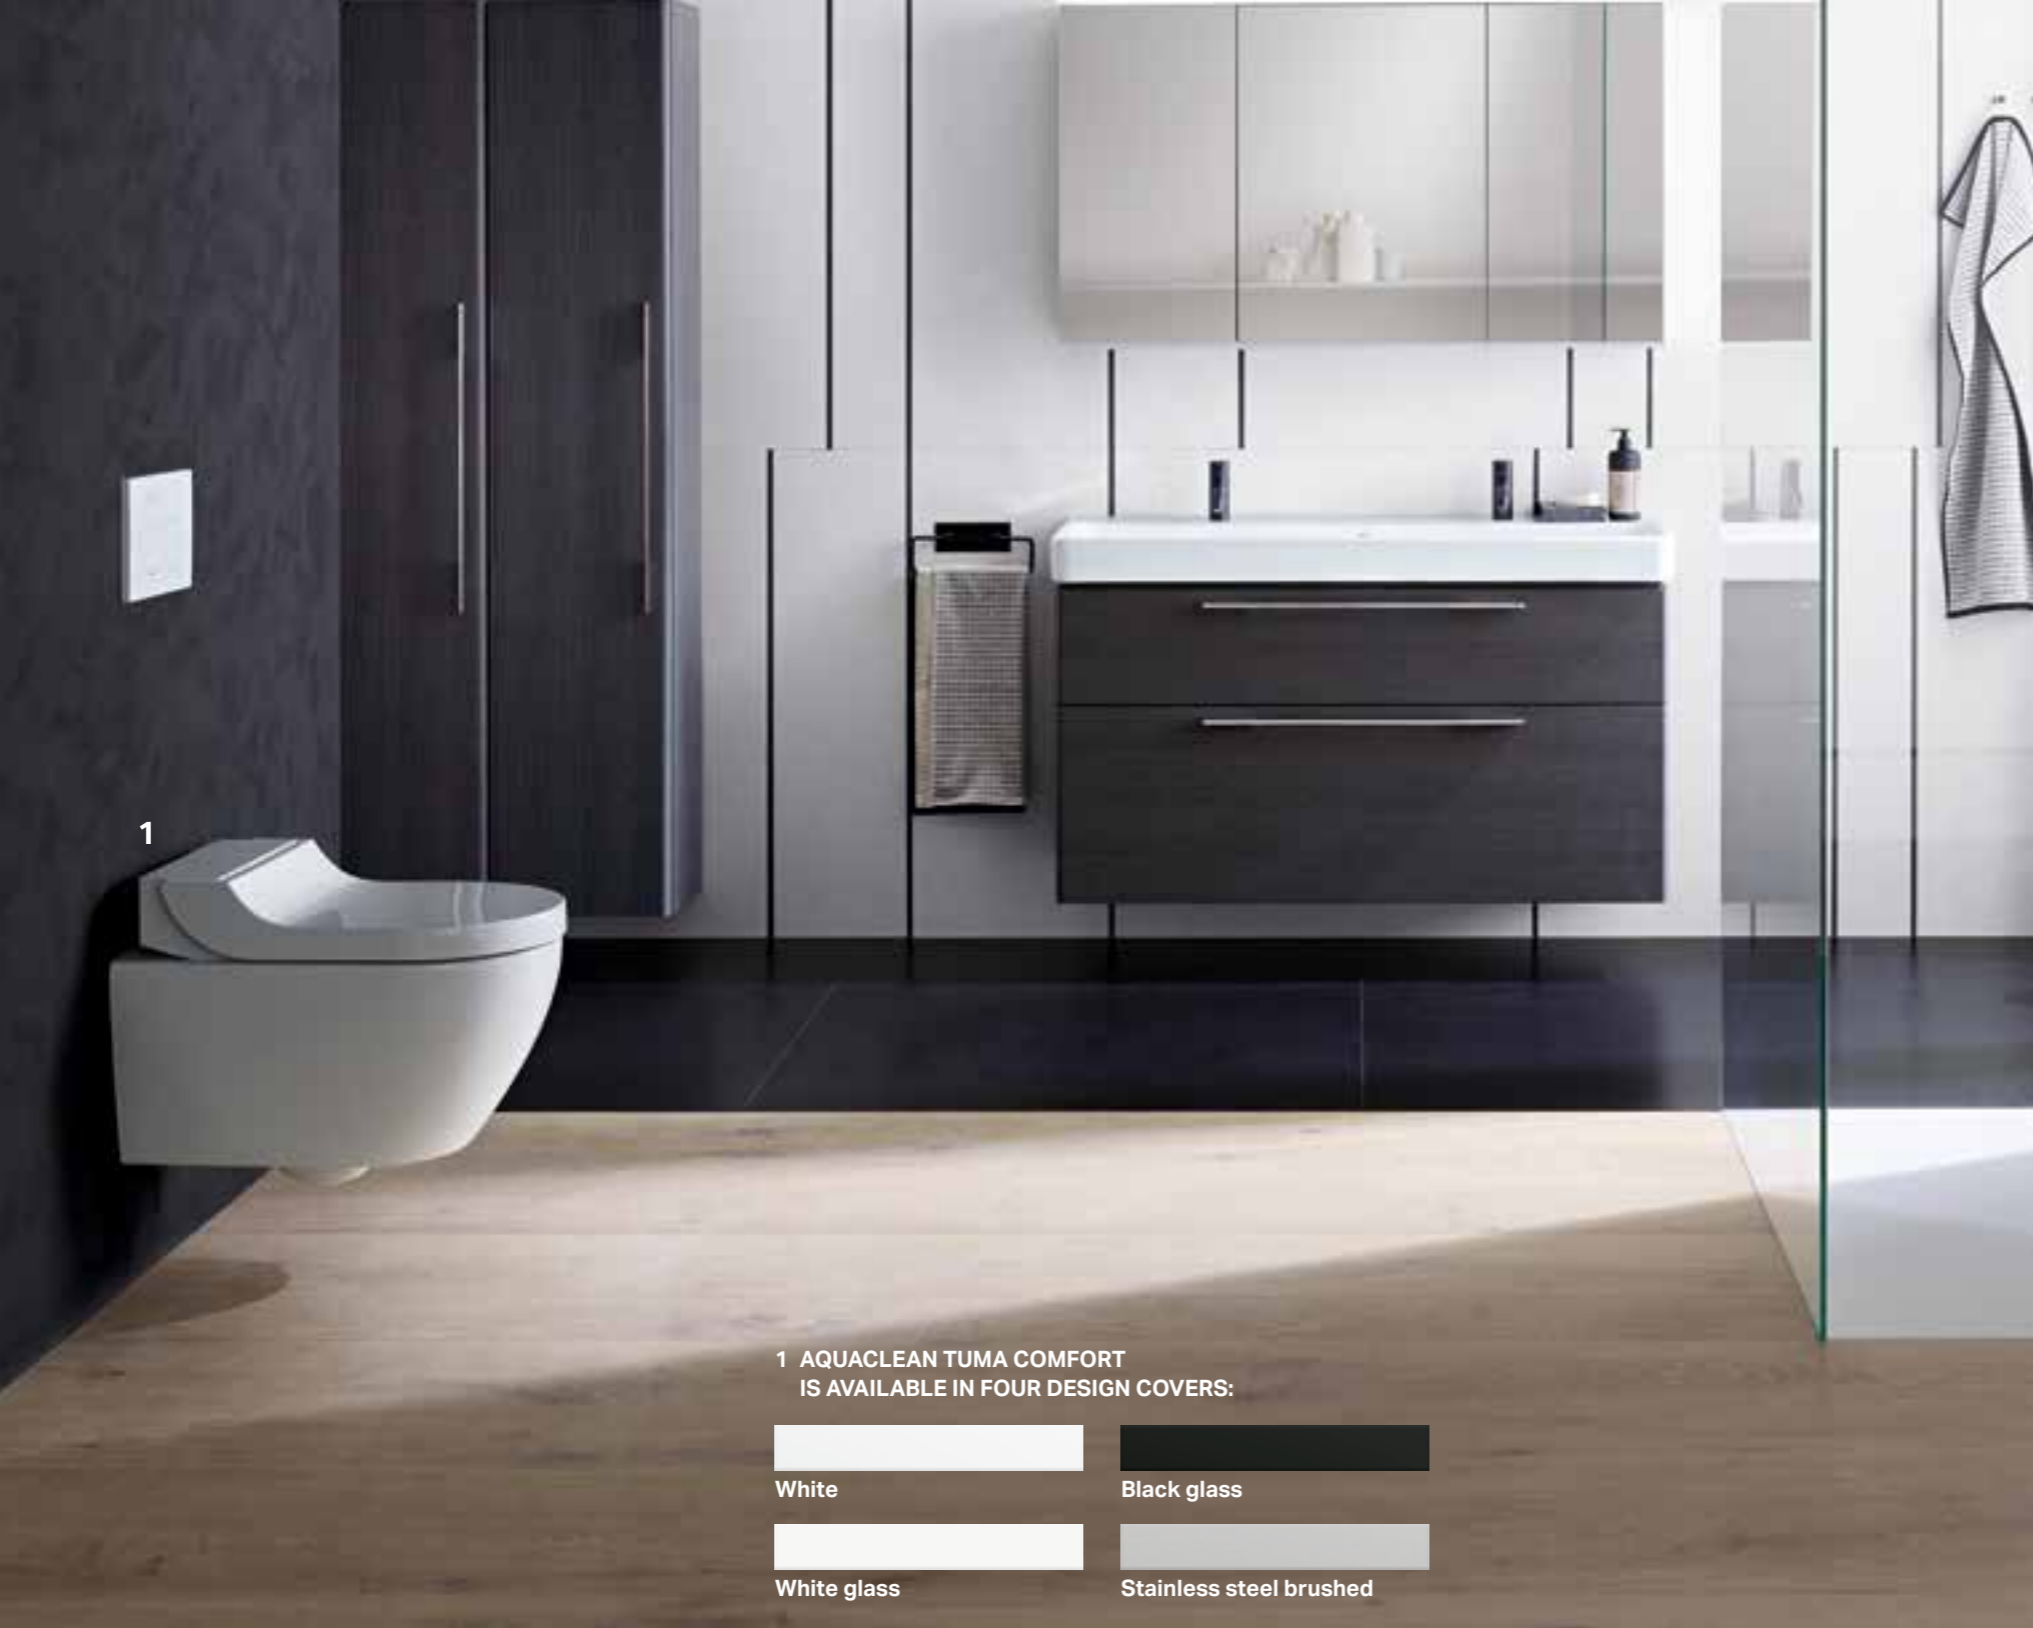 1
1 AQUACLEAN TUMA COMFORT
IS AVAILABLE IN FOUR DESIGN COVERS:
White
Black glass
White glass
Stainless steel brushed